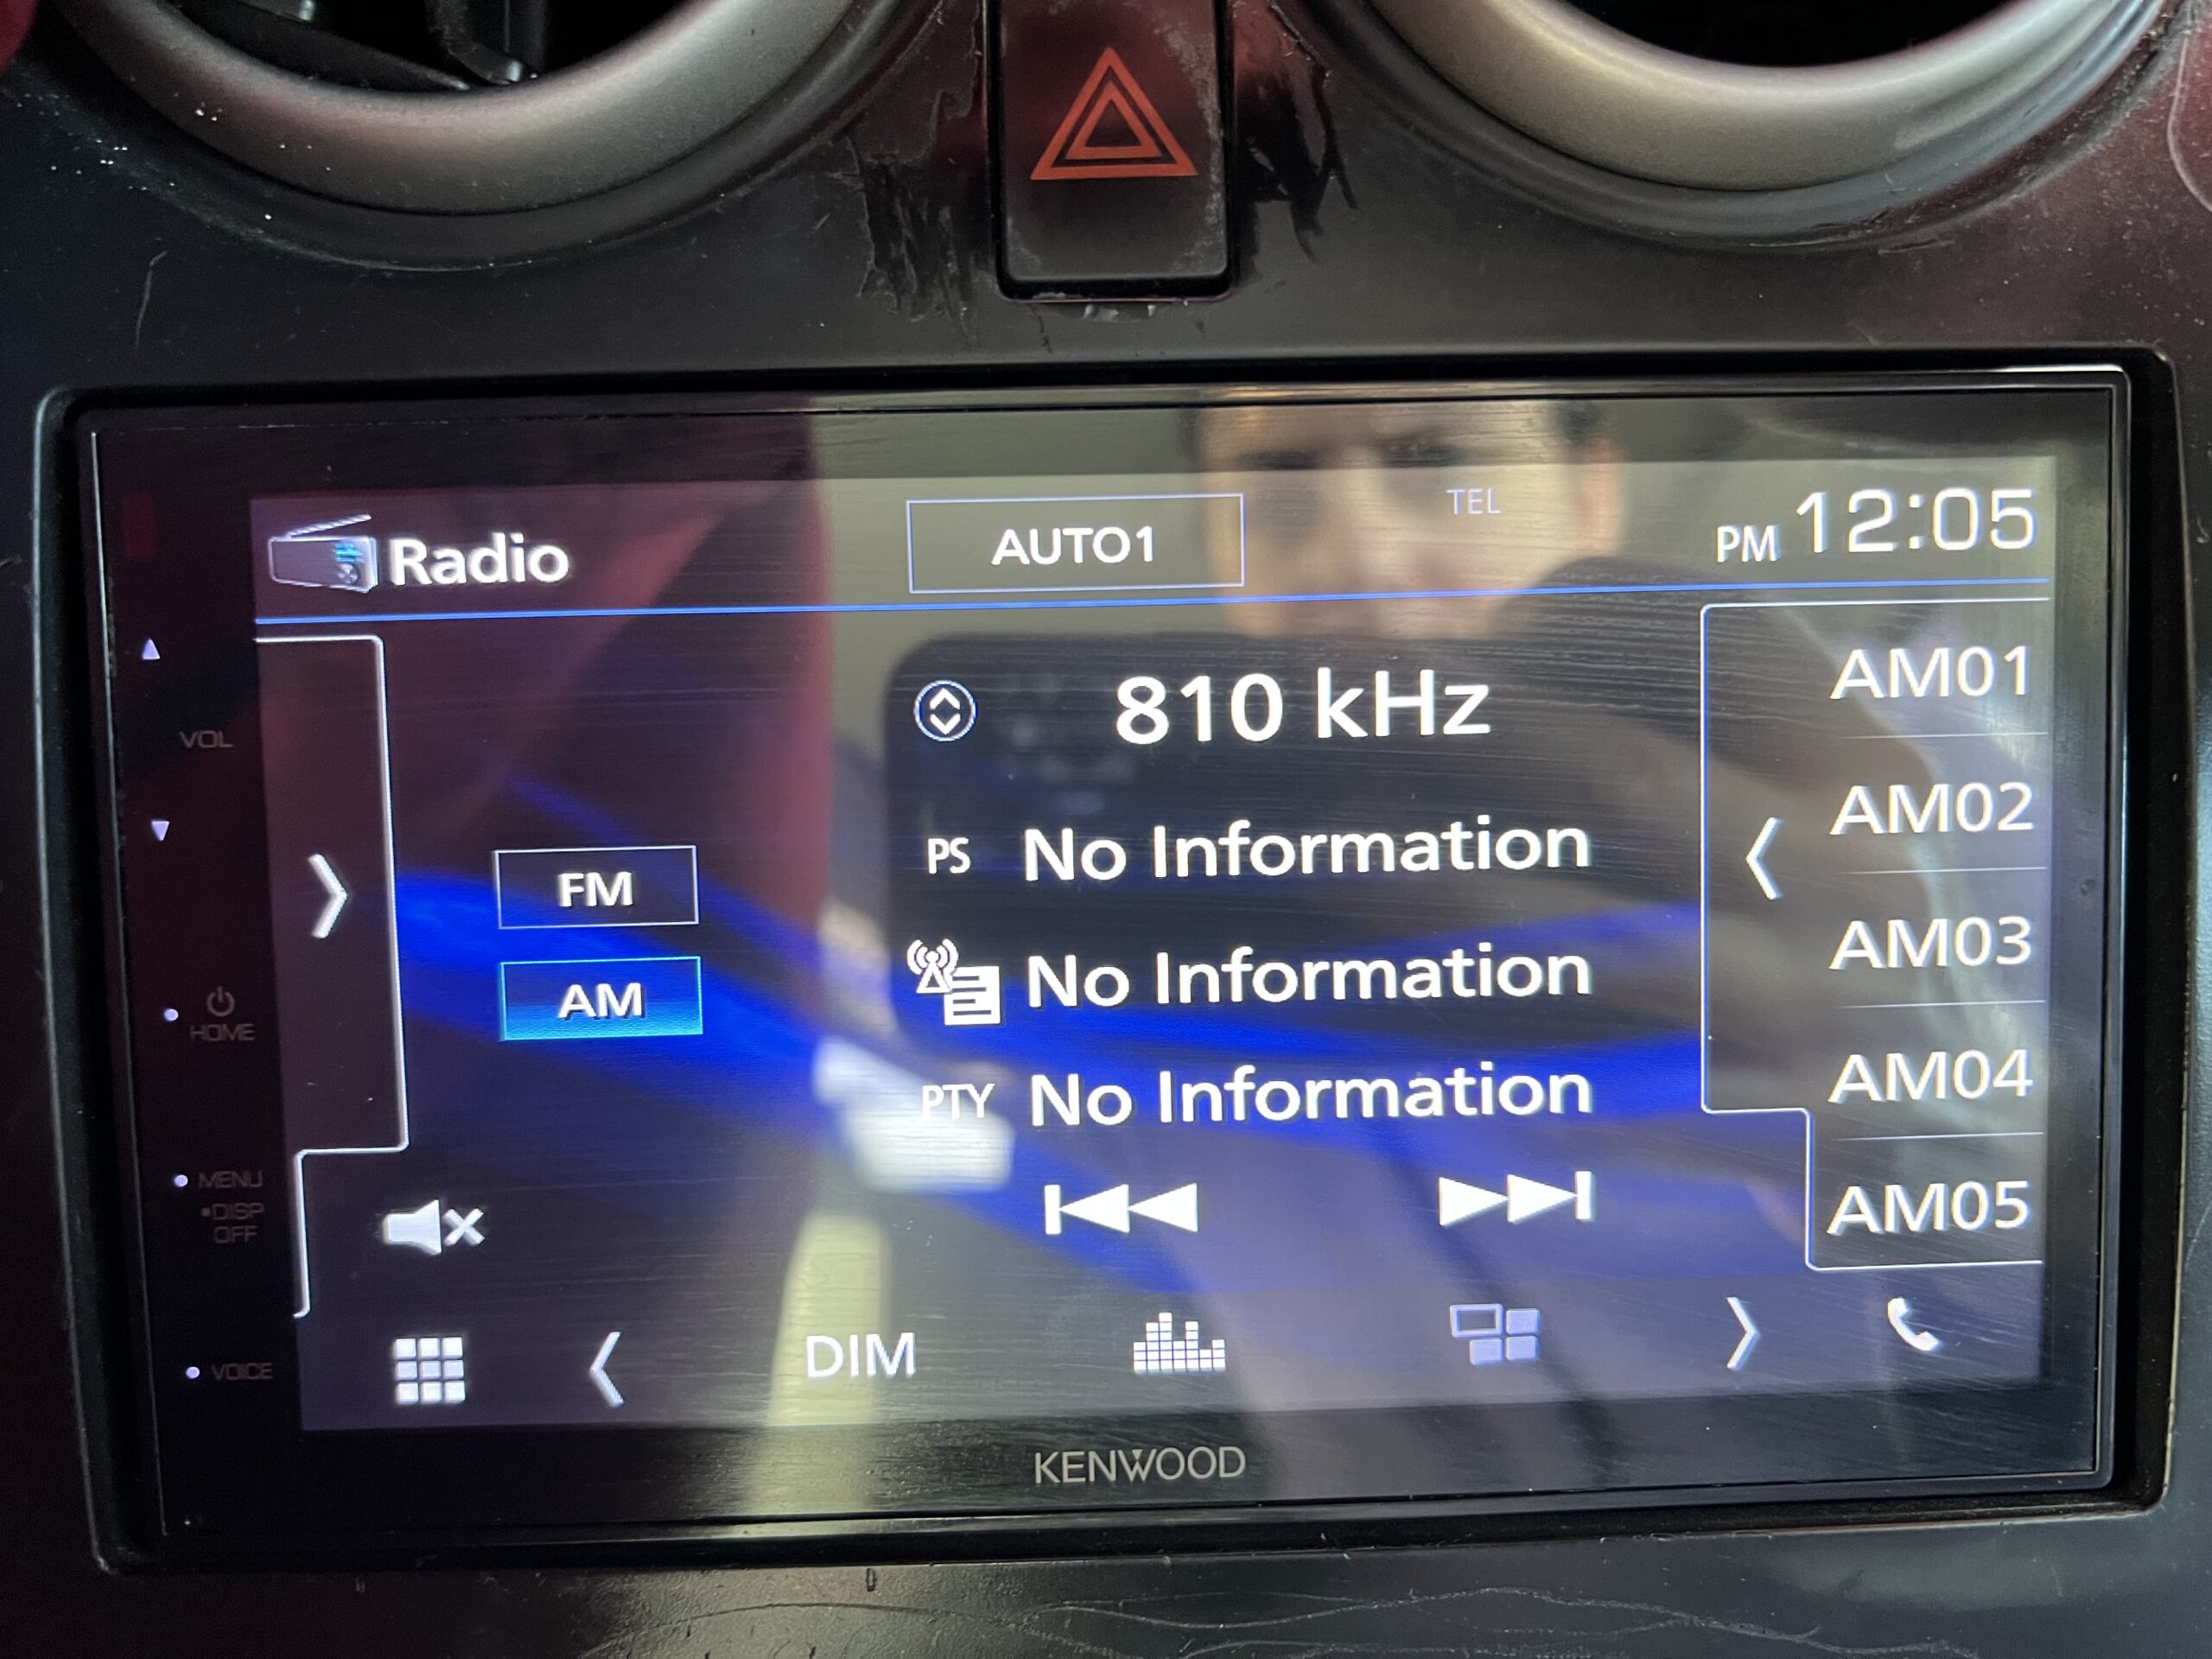 Radio
AUTO1
TEL
PM 12:05
VOL
HOME
MENU
•DISP
OFF
VOICE
FM
AM
810 kHz
PS No Information
No Information
PTY No Information
AM01
AM02
AM03
AM04
AM05
DIM
KENWOOD